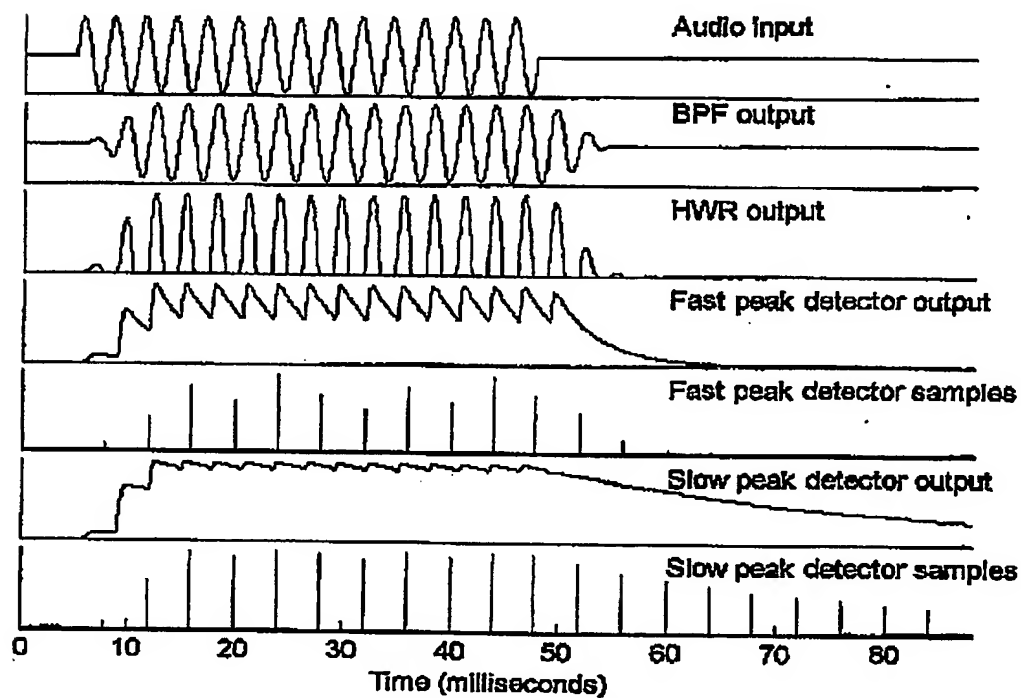 Audio input
BPF output
HWR output
Fast peak detector output
Fast peak detector samples
Slow peak detector output
Slow peak detector samples
0 10 20 30 40 50 60 70 80
Time (milliseconds)